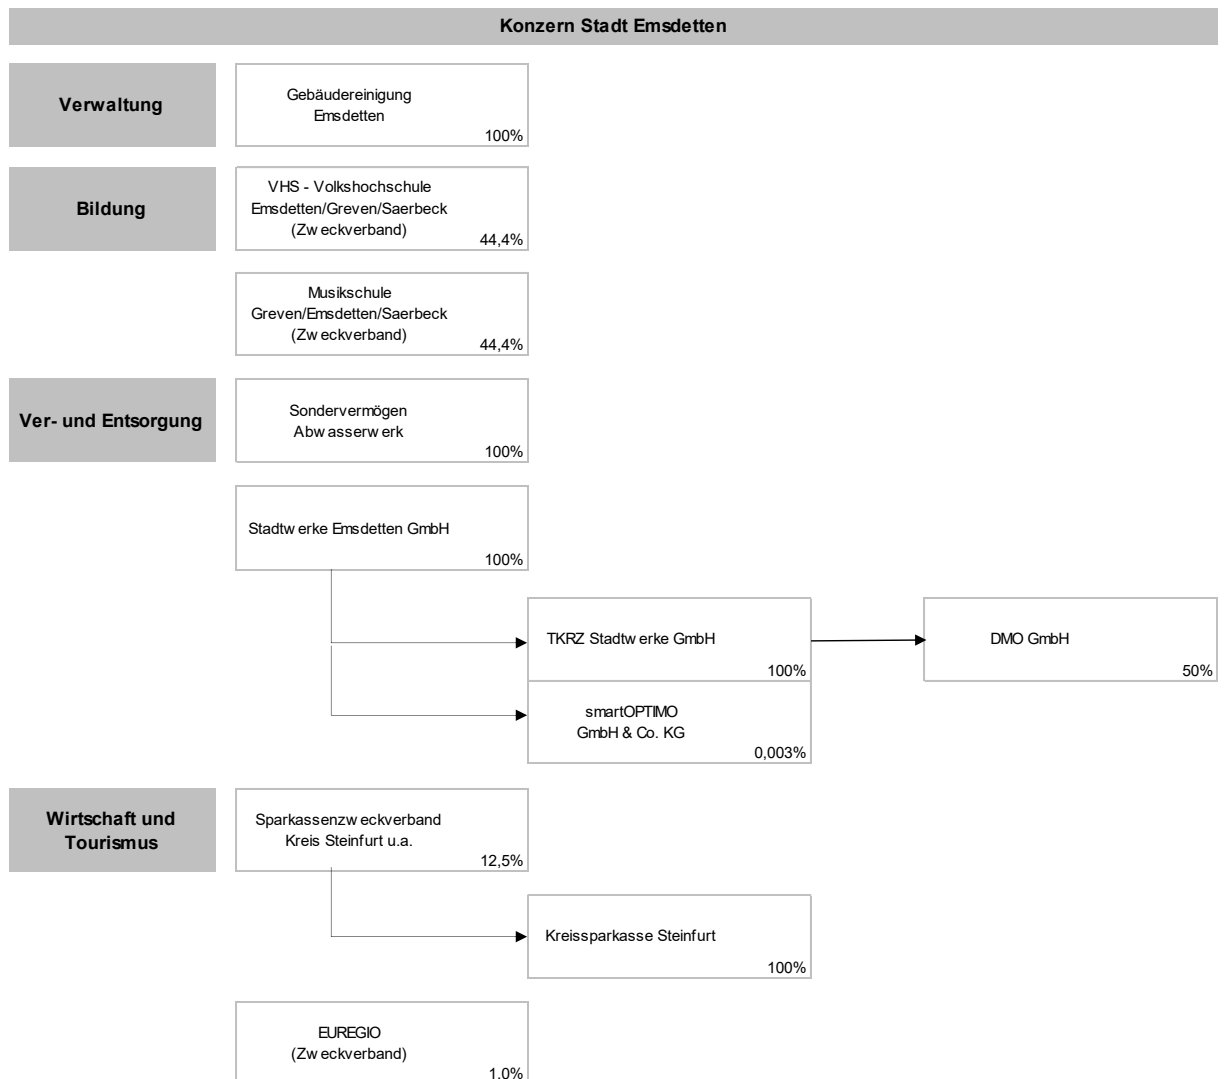 Konzern Stadt Emsdetten
Verwaltung
Gebäudereinigung
Emsdetten
100%
Bildung
VHS - Volkshochschule
Emsdetten/Greven/Saerbeck
(Zweckverband)
44,4%
Musikschule
Greven/Emsdetten/Saerbeck
(Zweckverband)
44,4%
Ver- und Entsorgung
Sondervermögen
Abwasserwerk
100%
Stadtwerke Emsdetten GmbH
100%
TKRZ Stadtwerke GmbH
100%
DMO GmbH
50%
smartOPTIMO
GmbH & Co. KG
0,003%
Wirtschaft und
Tourismus
Sparkassenzweckverband
Kreis Steinfurt u.a.
12,5%
Kreissparkasse Steinfurt
100%
EUREGIO
(Zweckverband)
1,0%